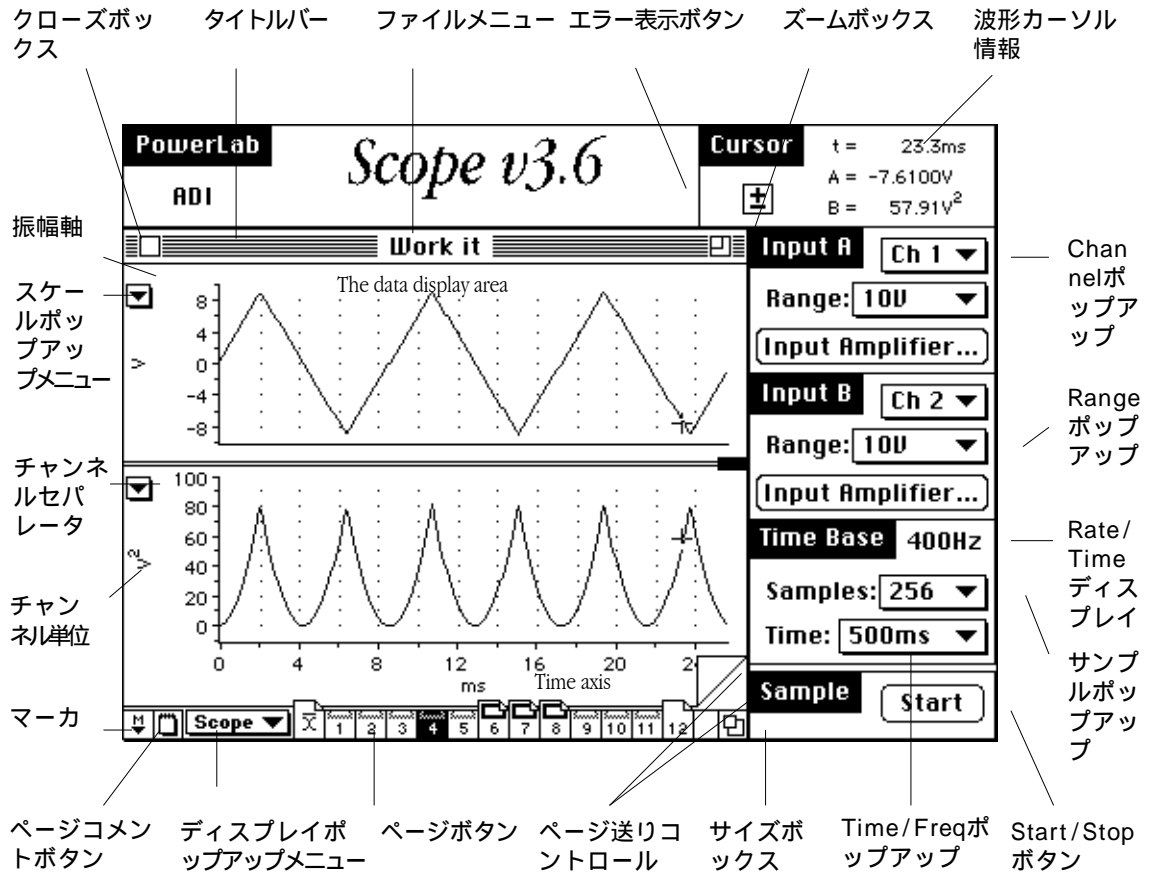 クローズボッ
クス
タイトルバー
ファイルメニュー
エラー表示ボタン
ズームボックス
波形カーソル
情報
PowerLab
ADI
Scope v3.6
Cursor
t = 23.3ms
A = -7.6100V
B = 57.91V²
±
振幅軸
スケー
ルポッ
プアッ
プメニュー
チャンネ
ルセパ
レータ
チャン
ネル単位
マーカ
Work it
The data display area
8
4
0
-4
-8
V
100
80
60
40
20
0
V²
0 4 8 12 16 20 2
ms
Time axis
M
Scope
x̄ 1 2 3 4 5 6 7 8 9 10 11 12
Input A
Ch 1
Range: 10V
Input Amplifier...
Input B
Ch 2
Range: 10V
Input Amplifier...
Time Base 400Hz
Samples: 256
Time: 500ms
Sample
Start
Chan
nelポ
ップア
ップ
Range
ポップ
アップ
Rate/
Time
ディス
プレイ
サンプ
ルポッ
プアッ
プ
ページコメン
トボタン
ディスプレイポ
ップアップメニュー
ページボタン
ページ送りコ
ントロール
サイズボ
ックス
Time/Freqポ
ップアップ
Start/Stop
ボタン